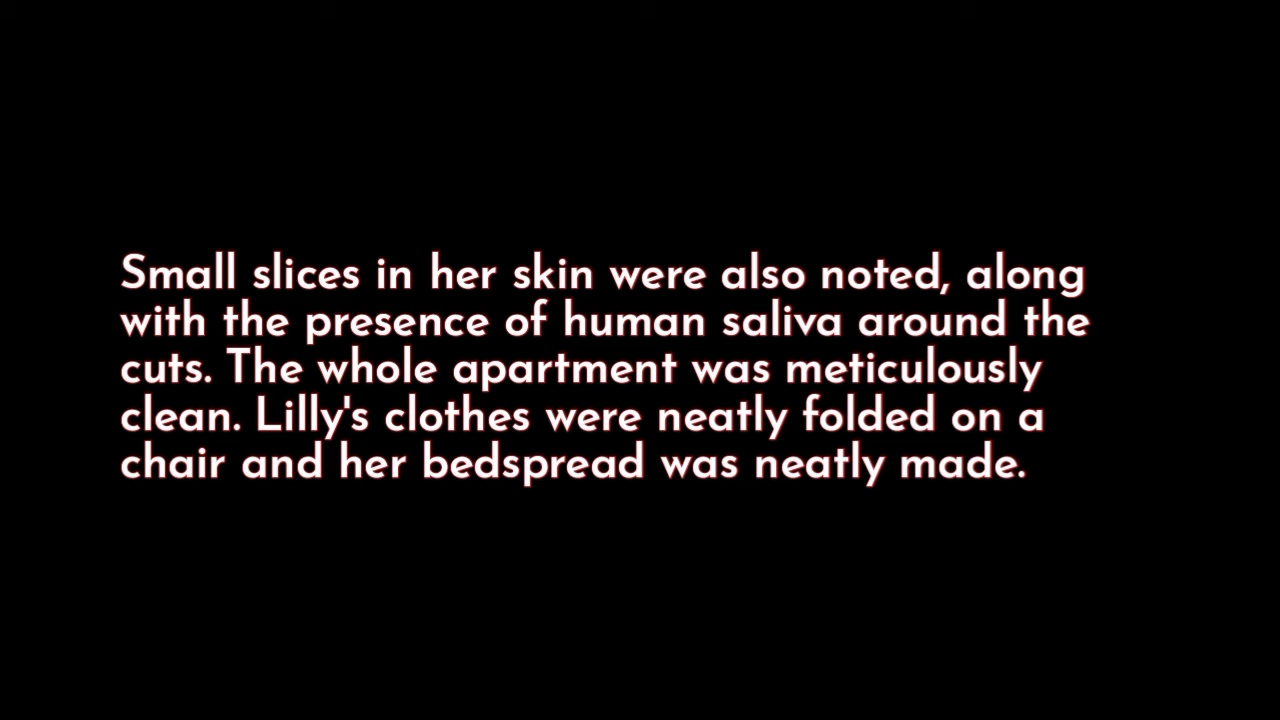 Small slices in her skin were also noted, along
with the presence of human saliva around the
cuts. The whole apartment was meticulously
clean. Lilly's clothes were neatly folded on a
chair and her bedspread was neatly made.